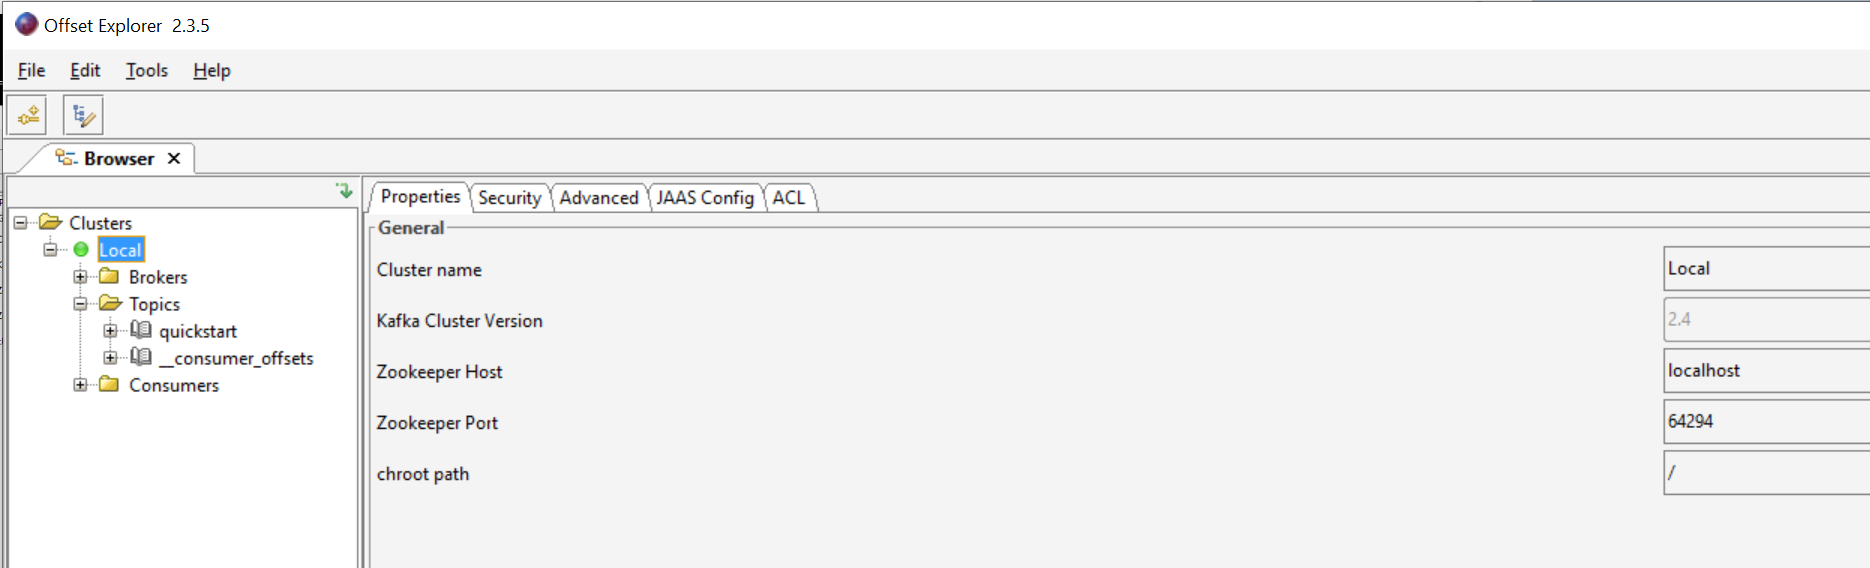 Offset Explorer 2.3.5
File Edit Tools Help
Browser
Properties Security Advanced JAAS Config ACL
Clusters
Local
Brokers
Topics
quickstart
__consumer_offsets
Consumers
General
Cluster name Local
Kafka Cluster Version 2.4
Zookeeper Host localhost
Zookeeper Port 64294
chroot path /